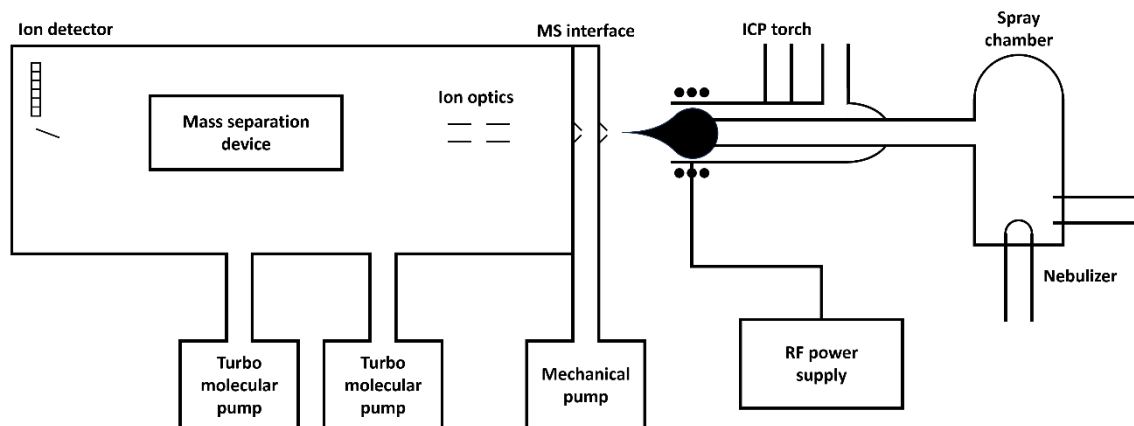 Ion detector
MS interface
ICP torch
Spray
chamber
Ion optics
Mass separation
device
Nebulizer
Turbo
molecular
pump
Turbo
molecular
pump
Mechanical
pump
RF power
supply